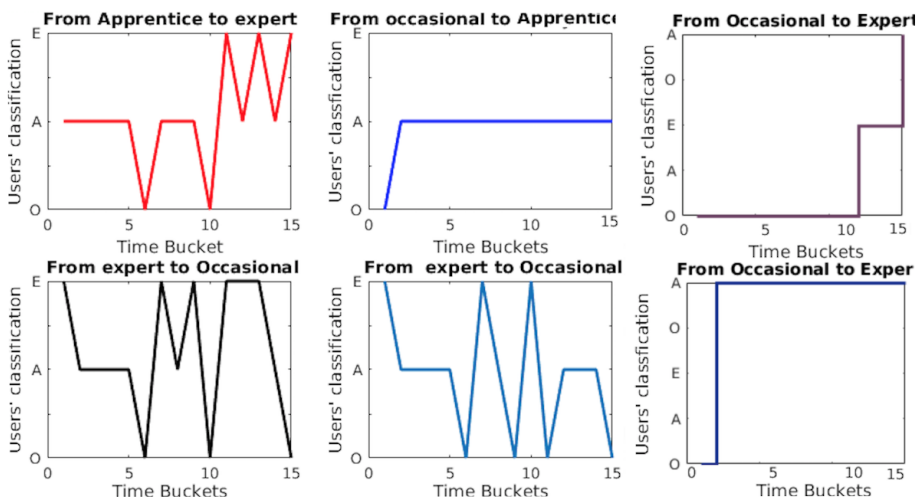 From Apprentice to expert
E
A
O
0
5
10
15
Users' classification
Time Bucket
From occasional to Apprentice
E
A
O
0
5
10
15
Users' classification
Time Buckets
From Occasional to Expert
A
O
E
A
O
0
5
10
15
Users' classfication
Time Buckets
From expert to Occasional
E
A
O
0
5
10
15
Users' classification
Time Buckets
From expert to Occasional
E
A
O
0
5
10
15
Users' classification
Time Buckets
From Occasional to Exper
A
O
E
A
O
0
5
10
15
Users' classfication
Time Buckets